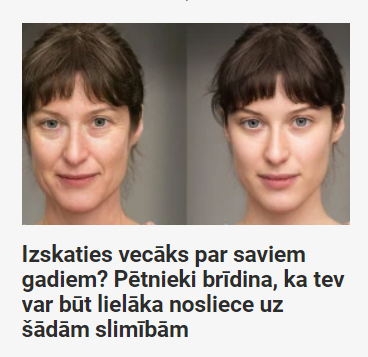 Izskaties vecāks par saviem
gadiem? Pētnieki brīdina, ka tev
var būt lielāka nosliece uz
šādām slimībām